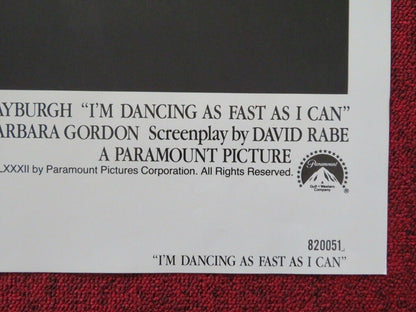 AYBURGH "I'M DANCING AS FAST AS I CAN"
ARBARA GORDON Screenplay by DAVID RABE
A PARAMOUNT PICTURE
LXXXII by Paramount Pictures Corporation. All Rights Reserved.
Paramount
Gulf+Western
Company
®
820051
"I'M DANCING AS FAST AS I CAN"